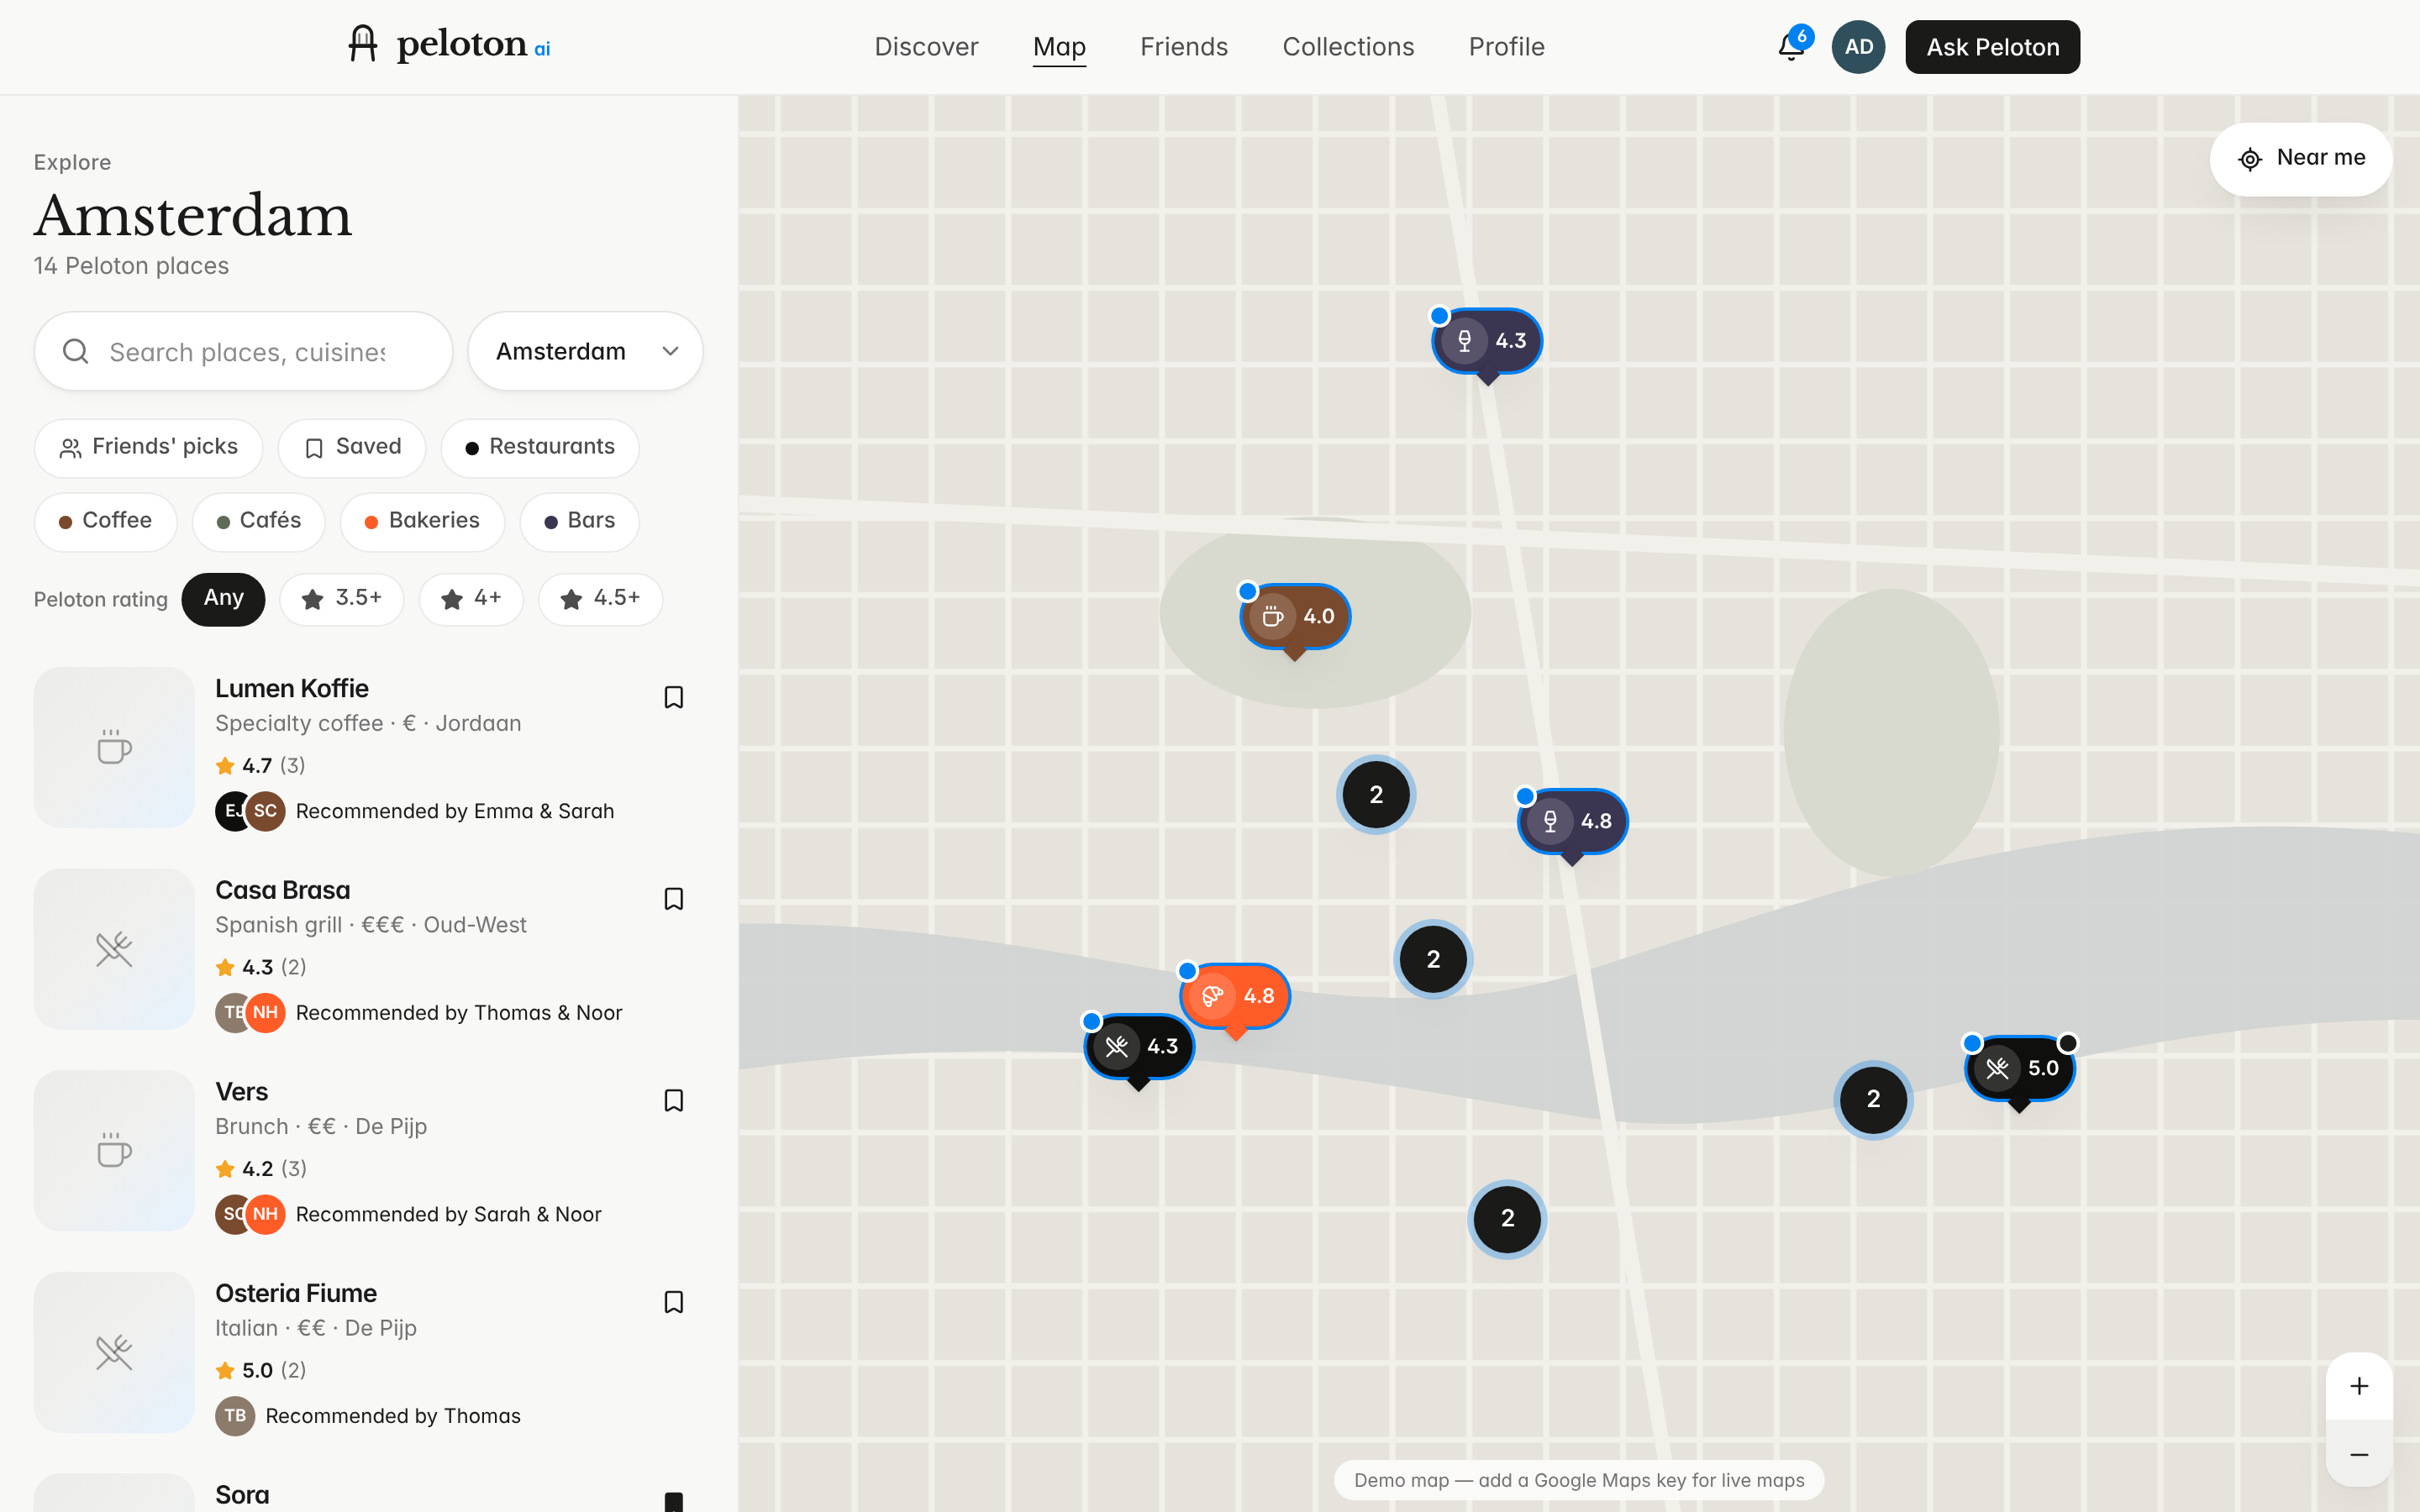 peloton ai
Discover
Map
Friends
Collections
Profile
6
AD
Ask Peloton
Explore
Amsterdam
14 Peloton places
Search places, cuisines
Amsterdam
Friends' picks
Saved
Restaurants
Coffee
Cafés
Bakeries
Bars
Peloton rating
Any
3.5+
4+
4.5+
Lumen Koffie
Specialty coffee · € · Jordaan
4.7 (3)
EJ SC Recommended by Emma & Sarah
Casa Brasa
Spanish grill · €€€ · Oud-West
4.3 (2)
TB NH Recommended by Thomas & Noor
Vers
Brunch · €€ · De Pijp
4.2 (3)
SC NH Recommended by Sarah & Noor
Osteria Fiume
Italian · €€ · De Pijp
5.0 (2)
TB Recommended by Thomas
Sora
Near me
4.3
4.0
2
4.8
2
4.8
4.3
5.0
2
2
+
−
Demo map — add a Google Maps key for live maps